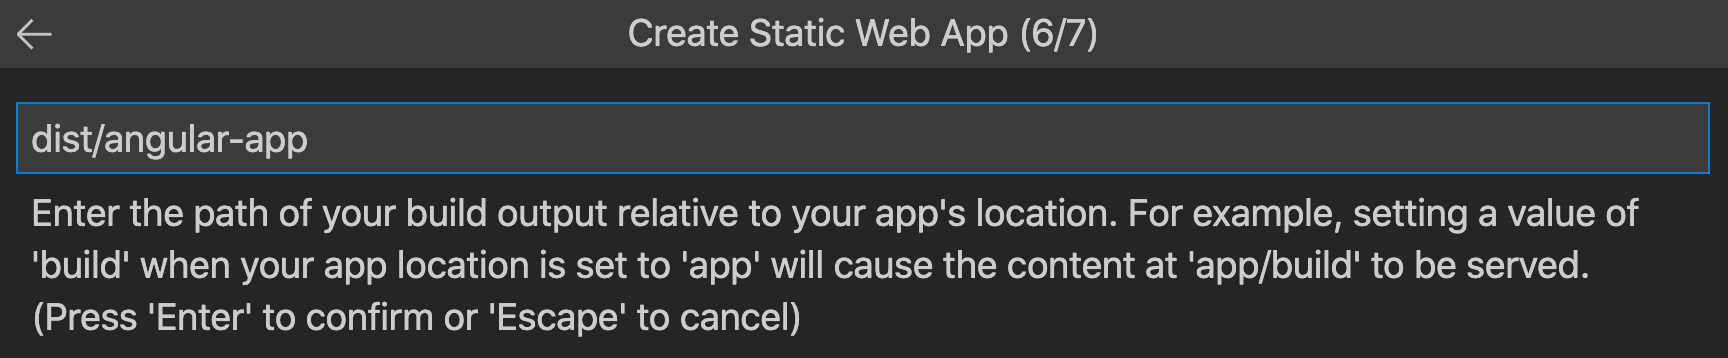 Create Static Web App (6/7)
dist/angular-app
Enter the path of your build output relative to your app's location. For example, setting a value of
'build' when your app location is set to 'app' will cause the content at 'app/build' to be served.
(Press 'Enter' to confirm or 'Escape' to cancel)